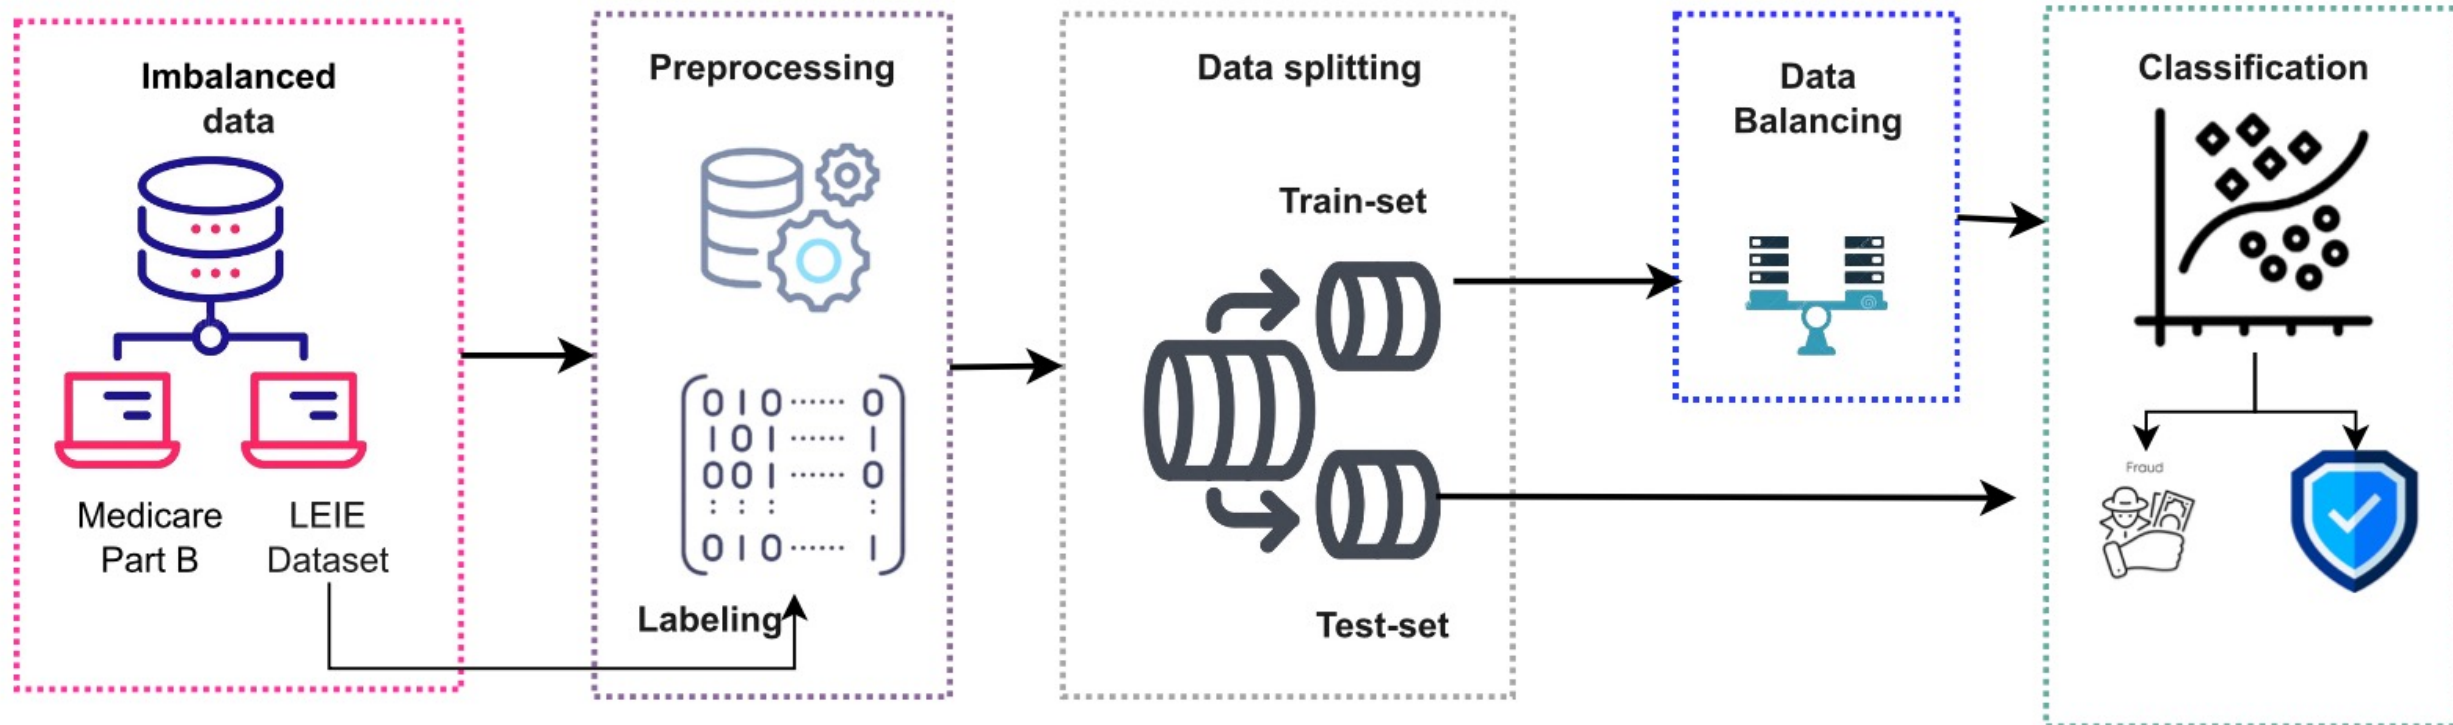 Imbalanced
data
Medicare
Part B
LEIE
Dataset
Preprocessing
0 1 0 ...... 0
1 0 1 ...... 1
0 0 1 ...... 0
: : : :
0 1 0 ...... 1
Labeling
Data splitting
Train-set
Test-set
Data
Balancing
Classification
Fraud